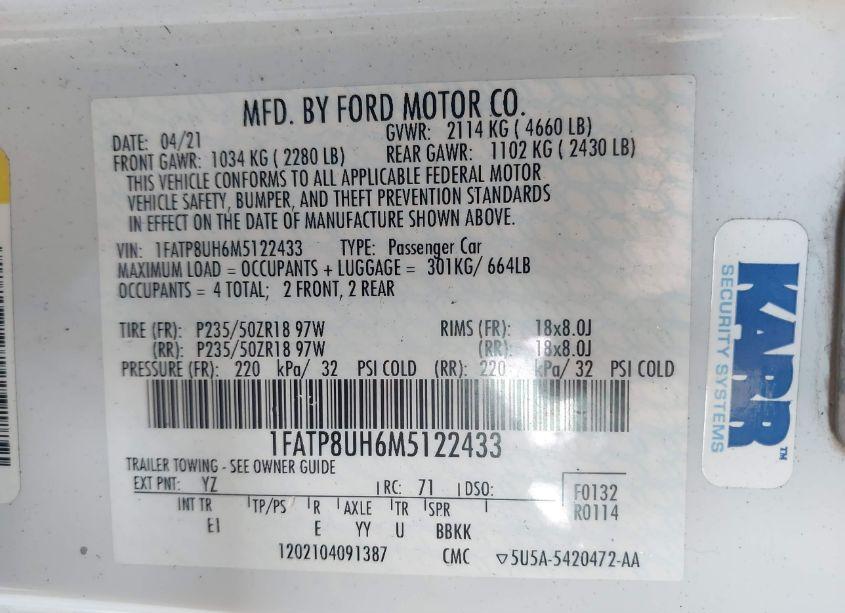 MFD. BY FORD MOTOR CO.
DATE: 04/21 GVWR: 2114 KG ( 4660 LB)
FRONT GAWR: 1034 KG ( 2280 LB) REAR GAWR: 1102 KG ( 2430 LB)
THIS VEHICLE CONFORMS TO ALL APPLICABLE FEDERAL MOTOR
VEHICLE SAFETY, BUMPER, AND THEFT PREVENTION STANDARDS
IN EFFECT ON THE DATE OF MANUFACTURE SHOWN ABOVE.
VIN: 1FATP8UH6M5122433 TYPE: Passenger Car
MAXIMUM LOAD = OCCUPANTS + LUGGAGE = 301KG/ 664LB
OCCUPANTS = 4 TOTAL; 2 FRONT, 2 REAR
TIRE (FR): P235/50ZR18 97W RIMS (FR): 18x8.0J
(RR): P235/50ZR18 97W (RR): 18x8.0J
PRESSURE (FR): 220 kPa/ 32 PSI COLD (RR): 220 kPa/ 32 PSI COLD
1FATP8UH6M5122433
TRAILER TOWING - SEE OWNER GUIDE
EXT PNT: YZ RC: 71 DSO: F0132
INT TR TP/PS R AXLE TR SPR R0114
EI E YY U BBKK
1202104091387 CMC ▽5U5A-5420472-AA
KARR™
SECURITY SYSTEMS